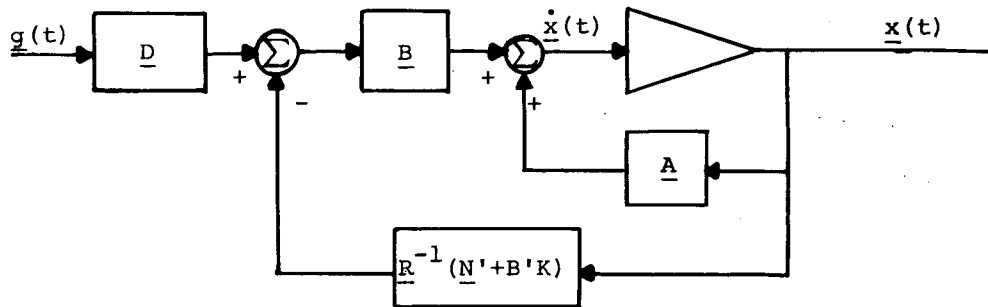 g(t)
D
+
Σ
-
B
+
Σ
+
ẋ(t)
x(t)
A
R⁻¹(N'+B'K)